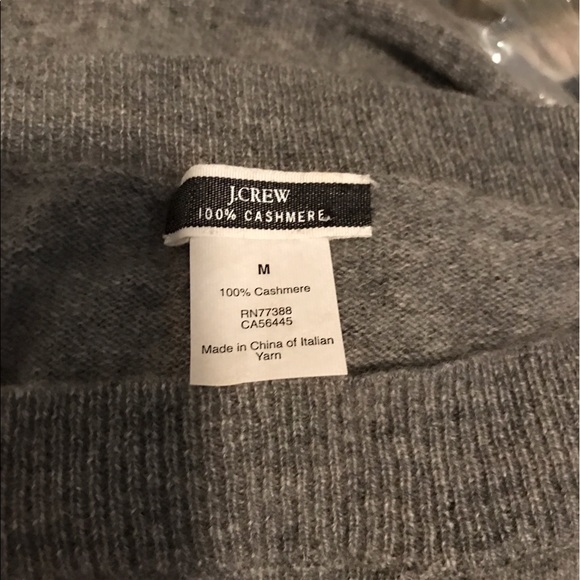 J.CREW
100% CASHMERE
M
100% Cashmere
RN77388
CA56445
Made in China of Italian
Yarn